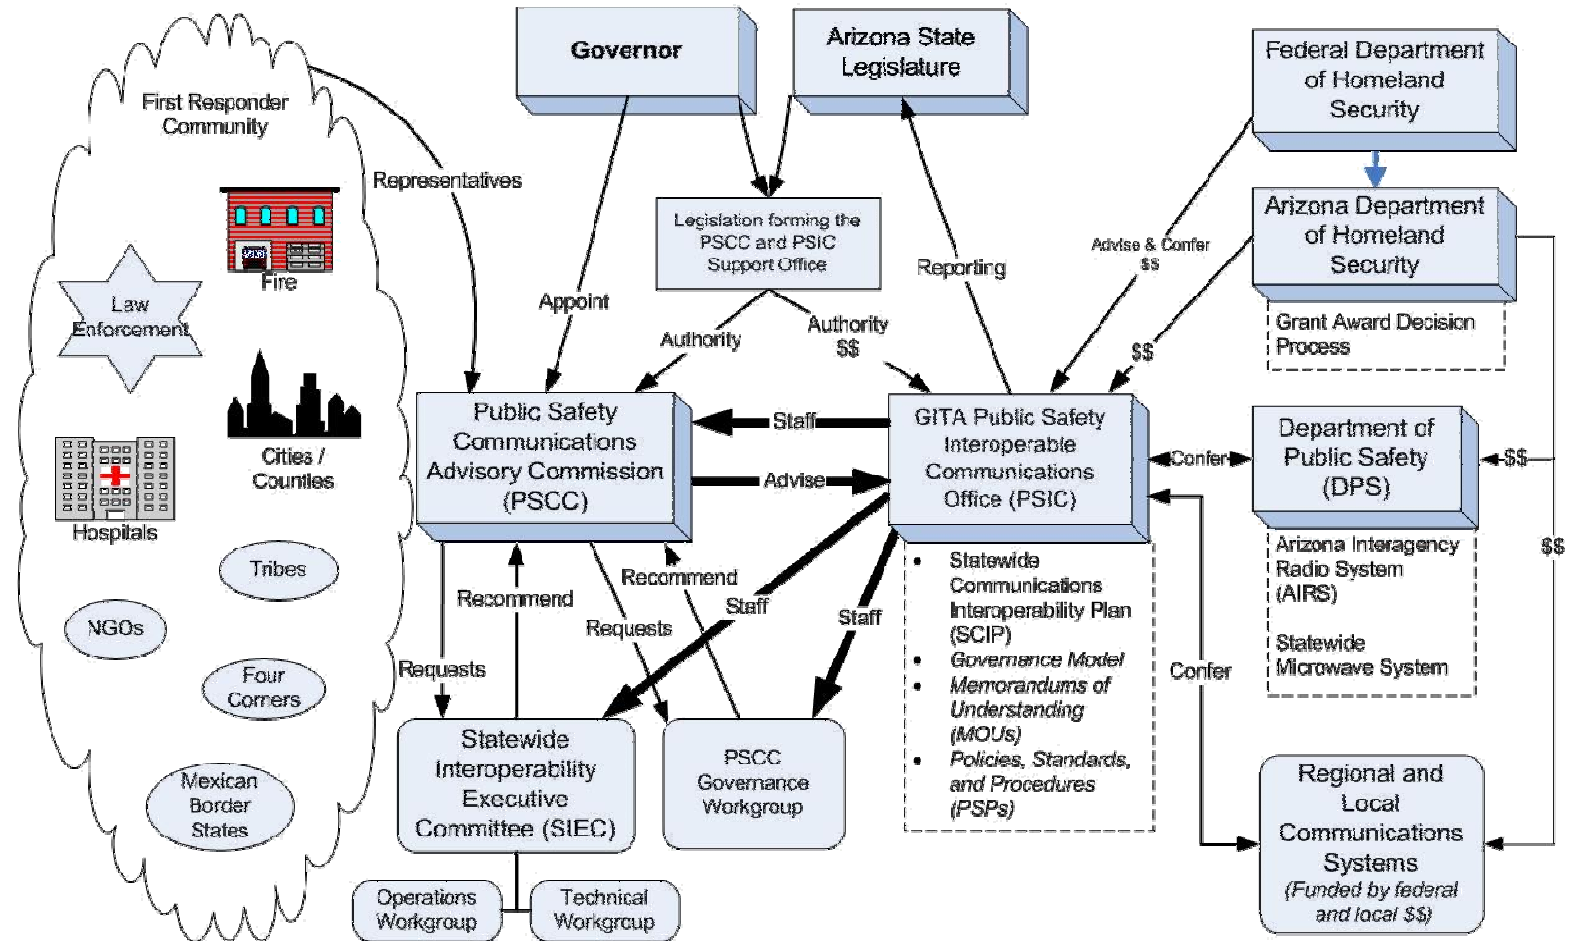 First Responder
Community
Fire
Law
Enforcement
Cities /
Counties
Hospitals
Tribes
NGOs
Four
Corners
Mexican
Border
States
Representatives
Governor
Arizona State
Legislature
Legislation forming the
PSCC and PSIC
Support Office
Appoint
Authority
Authority
$$
Reporting
Federal Department
of Homeland
Security
Arizona Department
of Homeland
Security
Grant Award Decision
Process
Advise & Confer
$$
$$
Public Safety
Communications
Advisory Commission
(PSCC)
Staff
Advise
GITA Public Safety
Interoperable
Communications
Office (PSIC)
Confer
Department of
Public Safety
(DPS)
$$
$$
Arizona Interagency
Radio System
(AIRS)
Statewide
Microwave System
• Statewide
Communications
Interoperability Plan
(SCIP)
• Governance Model
• Memorandums of
Understanding
(MOUs)
• Policies, Standards,
and Procedures
(PSPs)
Confer
Recommend
Recommend
Requests
Requests
Staff
Staff
Statewide
Interoperability
Executive
Committee (SIEC)
PSCC
Governance
Workgroup
Operations
Workgroup
Technical
Workgroup
Regional and
Local
Communications
Systems
(Funded by federal
and local $$)